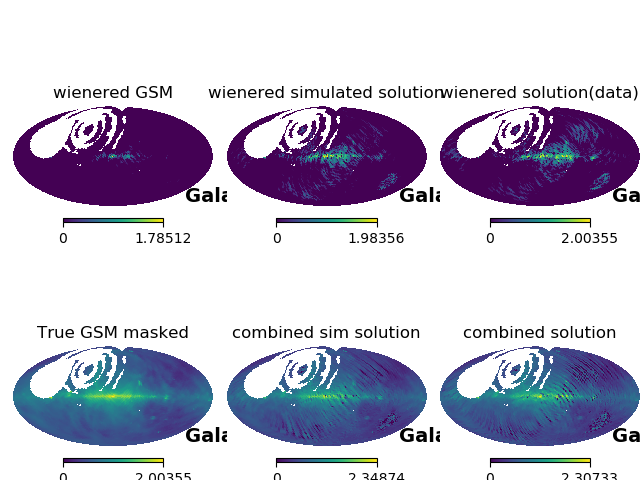 wienered GSM
wienered simulated solution
wienered solution(data)
Gala
Gala
Ga
0
1.78512
0
1.98356
0
2.00355
True GSM masked
combined sim solution
combined solution
Gala
Gala
Ga
0
2.00355
0
2.34874
0
2.30733